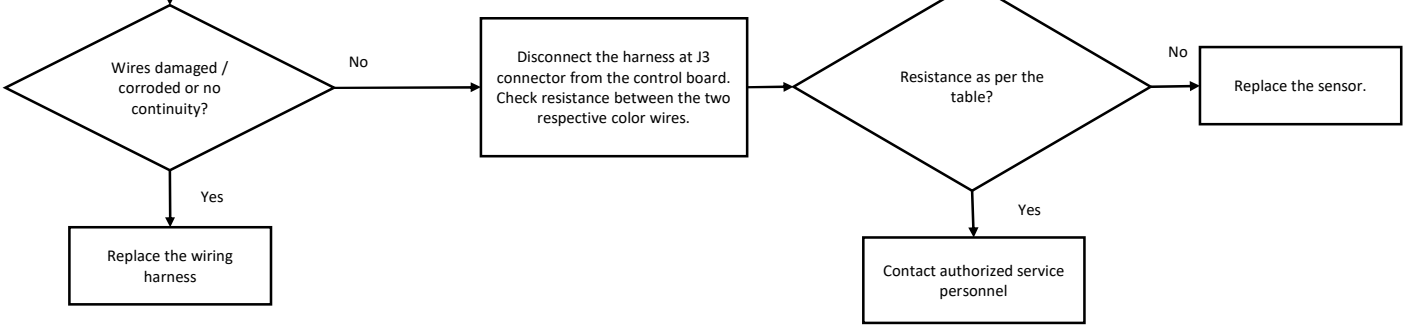 Wires damaged /
corroded or no
continuity?
No
Disconnect the harness at J3
connector from the control board.
Check resistance between the two
respective color wires.
Resistance as per the
table?
No
Replace the sensor.
Yes
Replace the wiring
harness
Yes
Contact authorized service
personnel